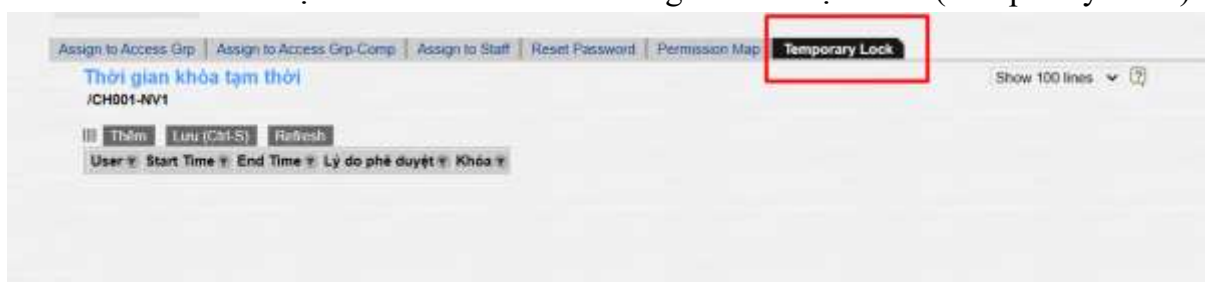 Assign to Access Grp Assign to Access Grp-Comp Assign to Staff Reset Password Permission Map Temporary Lock
Thời gian khóa tạm thời
Show 100 lines
/CH001-NV1
Thêm Lưu (Ctrl-S) Refresh
User Start Time End Time Lý do phê duyệt Khóa